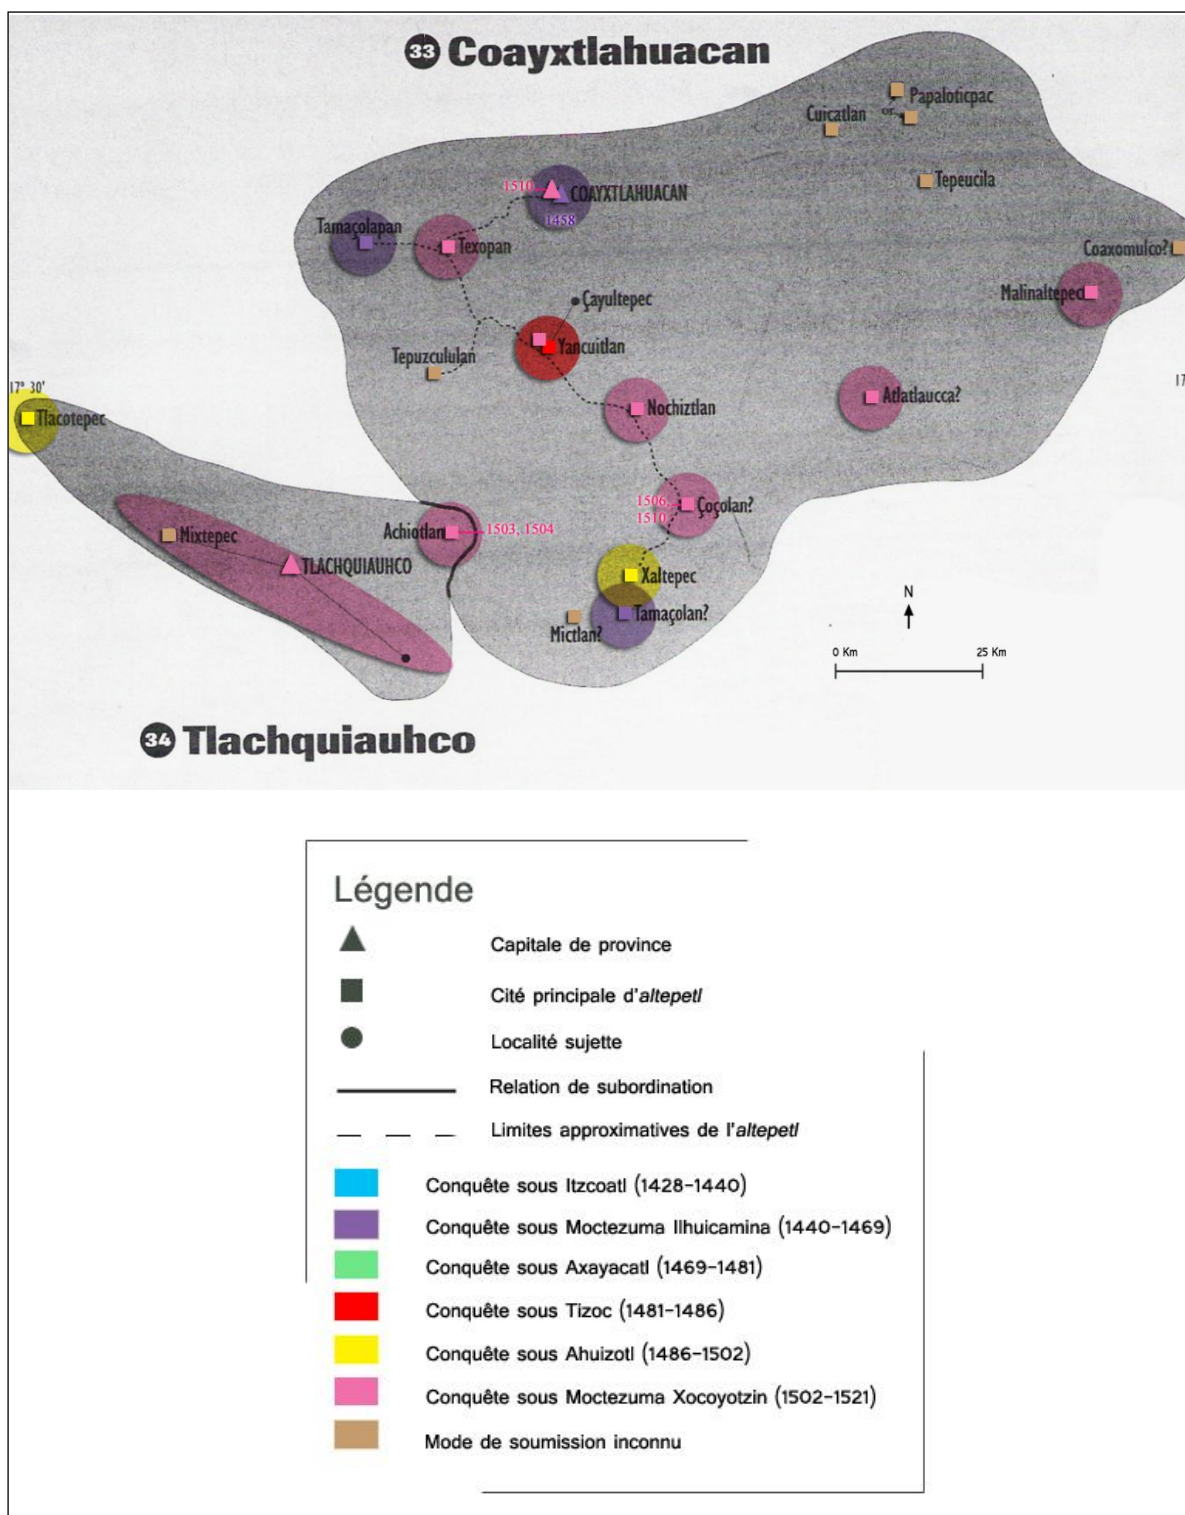 33 Coayxtlahuacan
Papaloticpac
or
Cuicatlan
Tepeucila
1510
COAYXTLAHUACAN
1458
Tamaçolapan
Texopan
Coaxomulco?
Malinaltepec
Çayultepec
Yancuitlan
Tepuzcululan
17° 30'
17
Tlacotepec
Atlatlaucca?
Nochiztlan
1506,
1510
Çoçolan?
Achiotlan
1503, 1504
Mixtepec
TLACHQUIAUHCO
Xaltepec
Tamaçolan?
Mictlan?
N
0 Km
25 Km
34 Tlachquiauhco
Légende
Capitale de province
Cité principale d'altepetl
Localité sujette
Relation de subordination
Limites approximatives de l'altepetl
Conquête sous Itzcoatl (1428-1440)
Conquête sous Moctezuma Ilhuicamina (1440-1469)
Conquête sous Axayacatl (1469-1481)
Conquête sous Tizoc (1481-1486)
Conquête sous Ahuizotl (1486-1502)
Conquête sous Moctezuma Xocoyotzin (1502-1521)
Mode de soumission inconnu